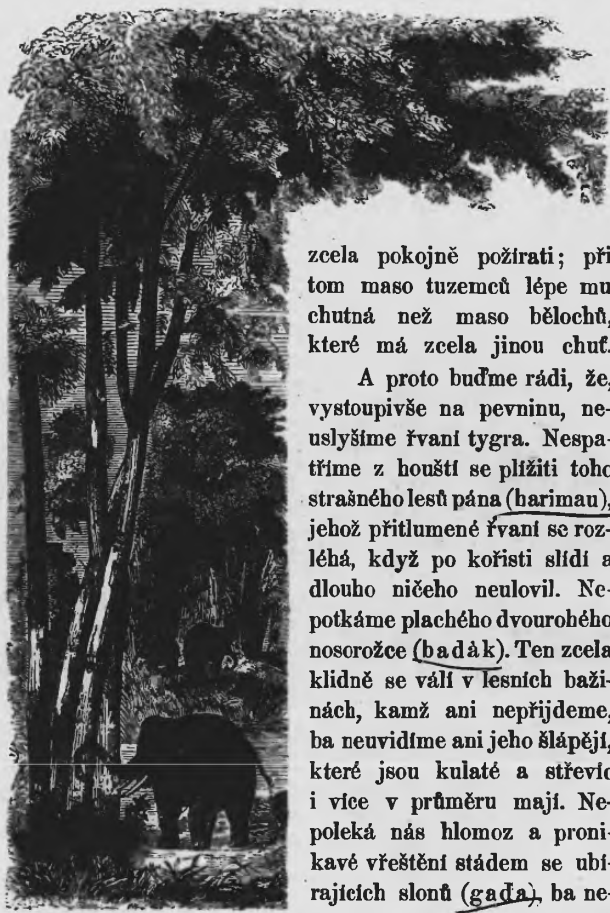 zcela pokojně požírati; při
tom maso tuzemců lépe mu
chutná než maso bělochů,
které má zcela jinou chuť.
A proto buďme rádi, že,
vystoupivše na pevninu, ne-
uslyšíme řvaní tygra. Nespa-
tříme z houští se plížiti toho
strašného lesů pána (harimau),
jehož přitlumené řvaní se roz-
léhá, když po kořisti slídí a
dlouho ničeho neulovil. Ne-
potkáme plachého dvourohého
nosorožce (badàk). Ten zcela
klidně se válí v lesních baži-
nách, kamž ani nepřijdeme,
ba neuvidíme ani jeho šlápějí,
které jsou kulaté a střevíc
i více v průměru mají. Ne-
poleká nás hlomoz a proni-
kavé vřeštění stádem se ubí-
rajících slonů (gaďa), ba ne-